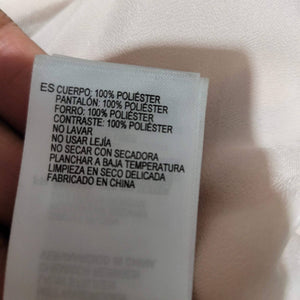 ES CUERPO: 100% POLIÉSTER
PANTALÓN: 100% POLIÉSTER
FORRO: 100% POLIÉSTER
CONTRASTE: 100% POLIÉSTER
NO LAVAR
NO USAR LEJÍA
NO SECAR CON SECADORA
PLANCHAR A BAJA TEMPERATURA
LIMPIEZA EN SECO DELICADA
FABRICADO EN CHINA